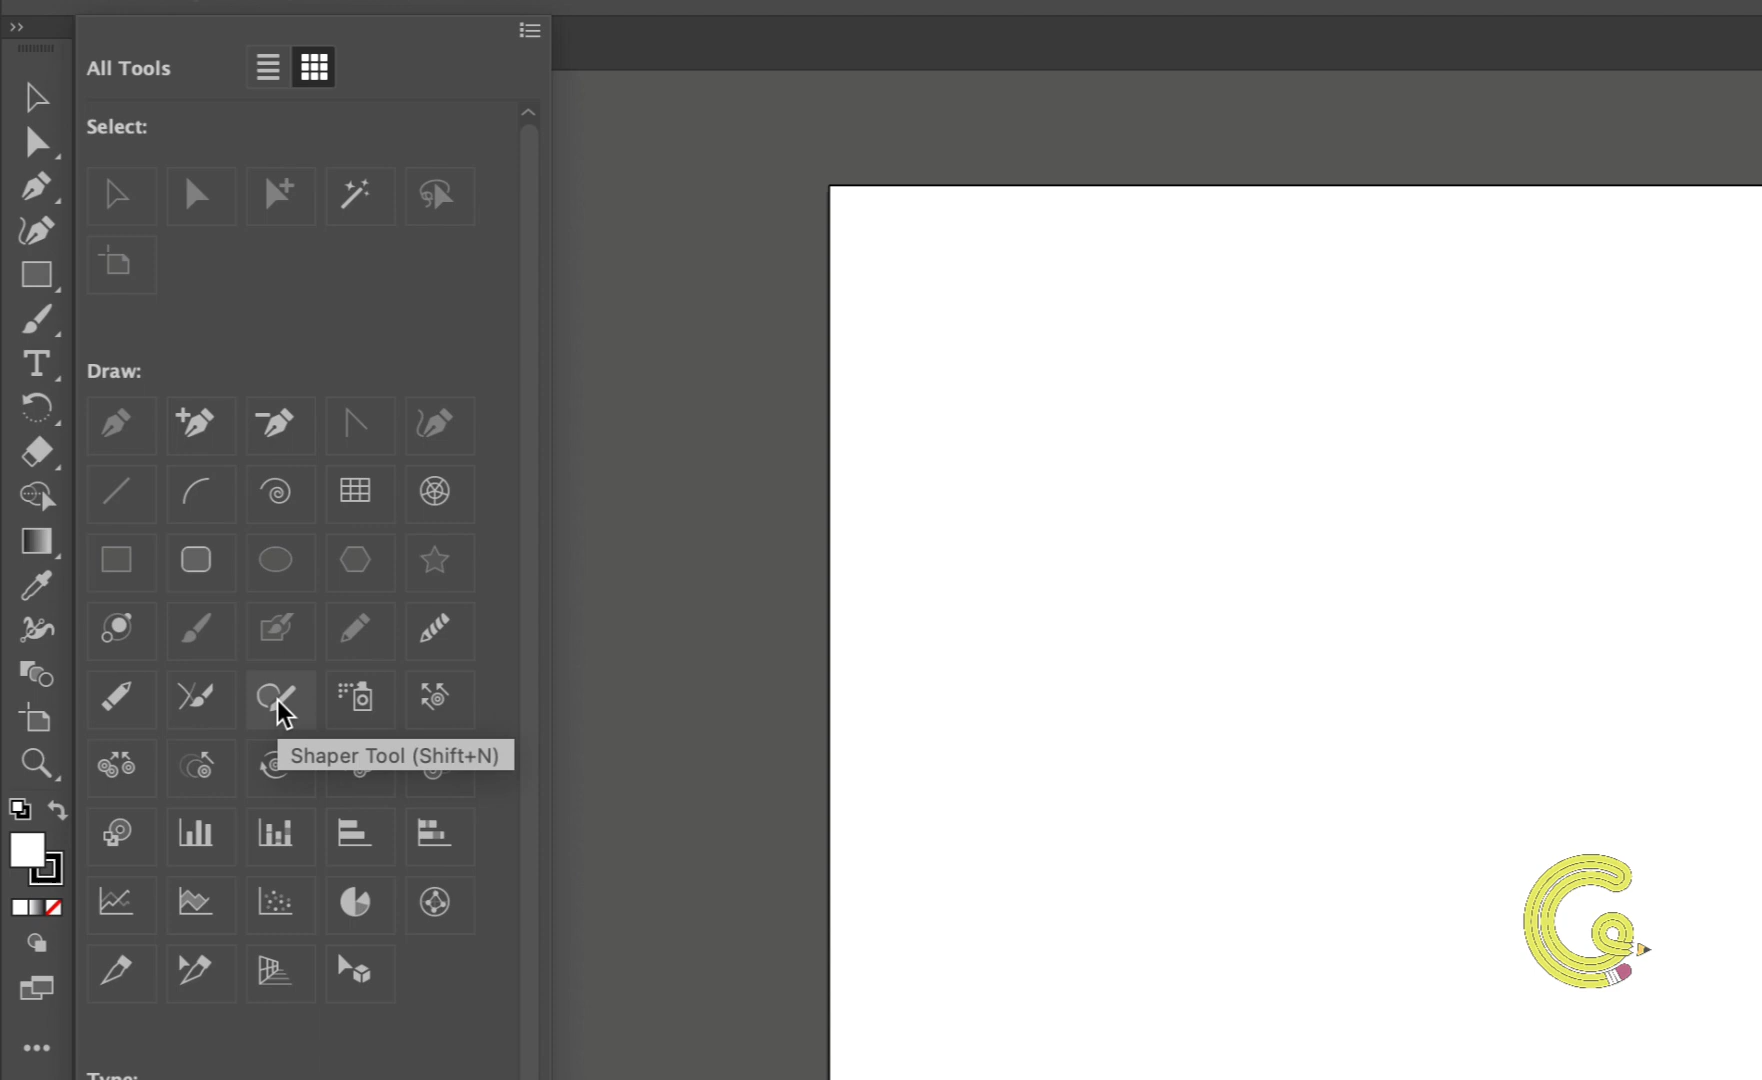 All Tools
Select:
Draw:
Shaper Tool (Shift+N)
Type: